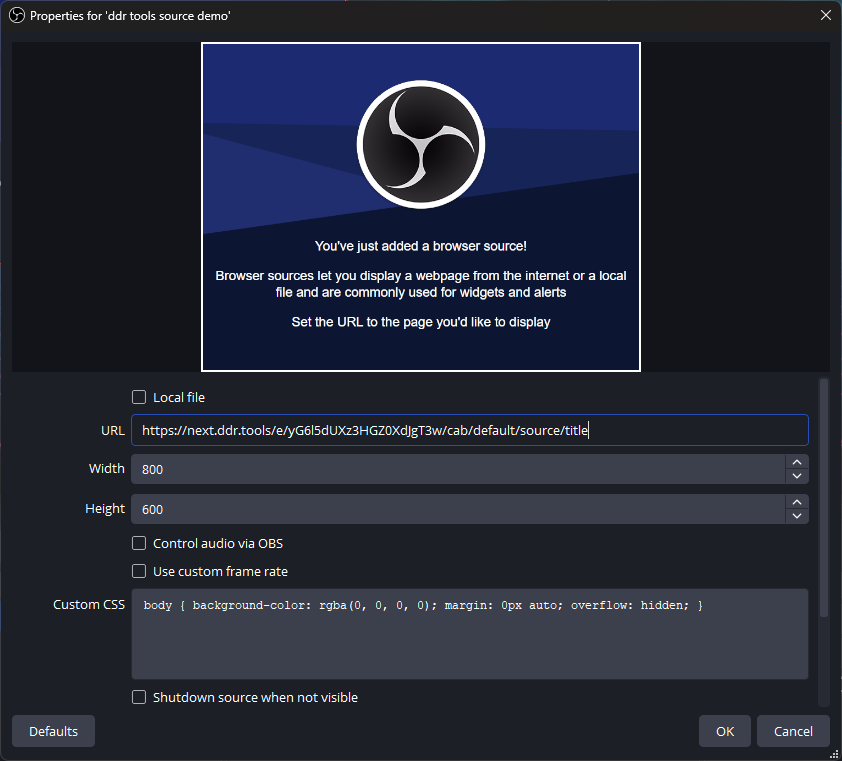 Properties for 'ddr tools source demo'
You've just added a browser source!
Browser sources let you display a webpage from the internet or a local
file and are commonly used for widgets and alerts
Set the URL to the page you'd like to display
Local file
URL https://next.ddr.tools/e/yG6l5dUXz3HGZ0XdJgT3w/cab/default/source/title
Width 800
Height 600
Control audio via OBS
Use custom frame rate
Custom CSS body { background-color: rgba(0, 0, 0, 0); margin: 0px auto; overflow: hidden; }
Shutdown source when not visible
Defaults OK Cancel